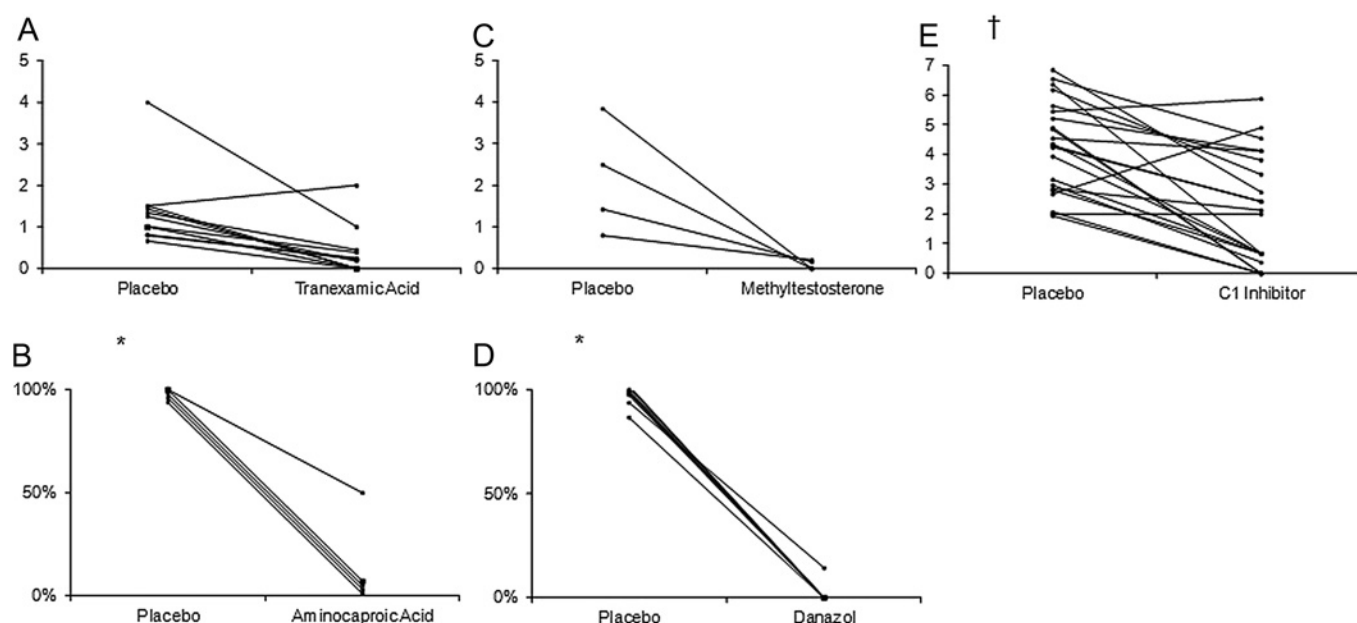 A
5
4
3
2
1
0
Placebo
Tranexamic Acid
C
5
4
3
2
1
0
Placebo
Methyltestosterone
E
†
7
6
5
4
3
2
1
0
Placebo
C1 Inhibitor
B
*
100%
50%
0%
Placebo
Aminocaproic Acid
D
*
100%
50%
0%
Placebo
Danazol